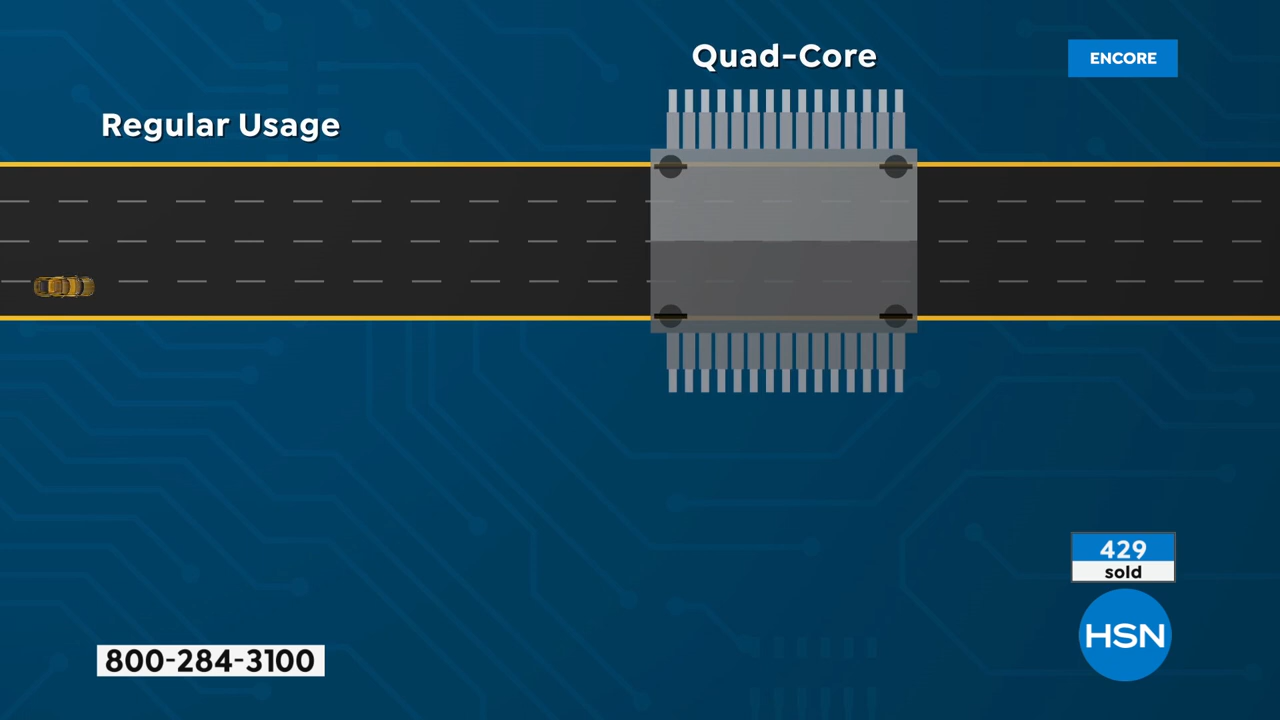 Quad-Core
ENCORE
Regular Usage
429
sold
HSN
800-284-3100